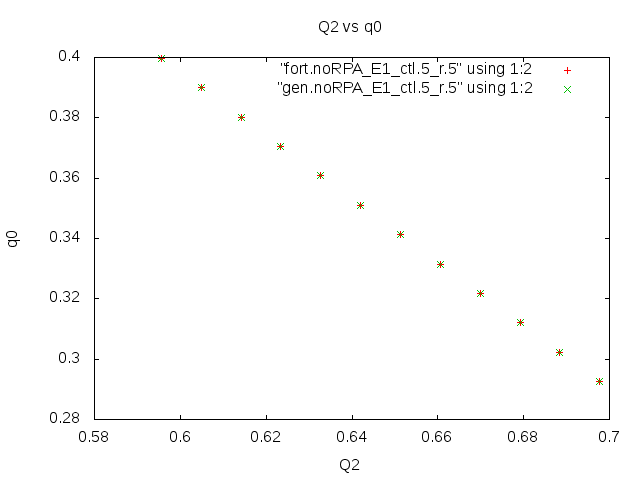 Q2 vs q0
"fort.noRPA_E1_ctl.5_r.5" using 1:2
"gen.noRPA_E1_ctl.5_r.5" using 1:2
0.4
0.38
0.36
0.34
0.32
0.3
0.28
q0
0.58 0.6 0.62 0.64 0.66 0.68 0.7
Q2